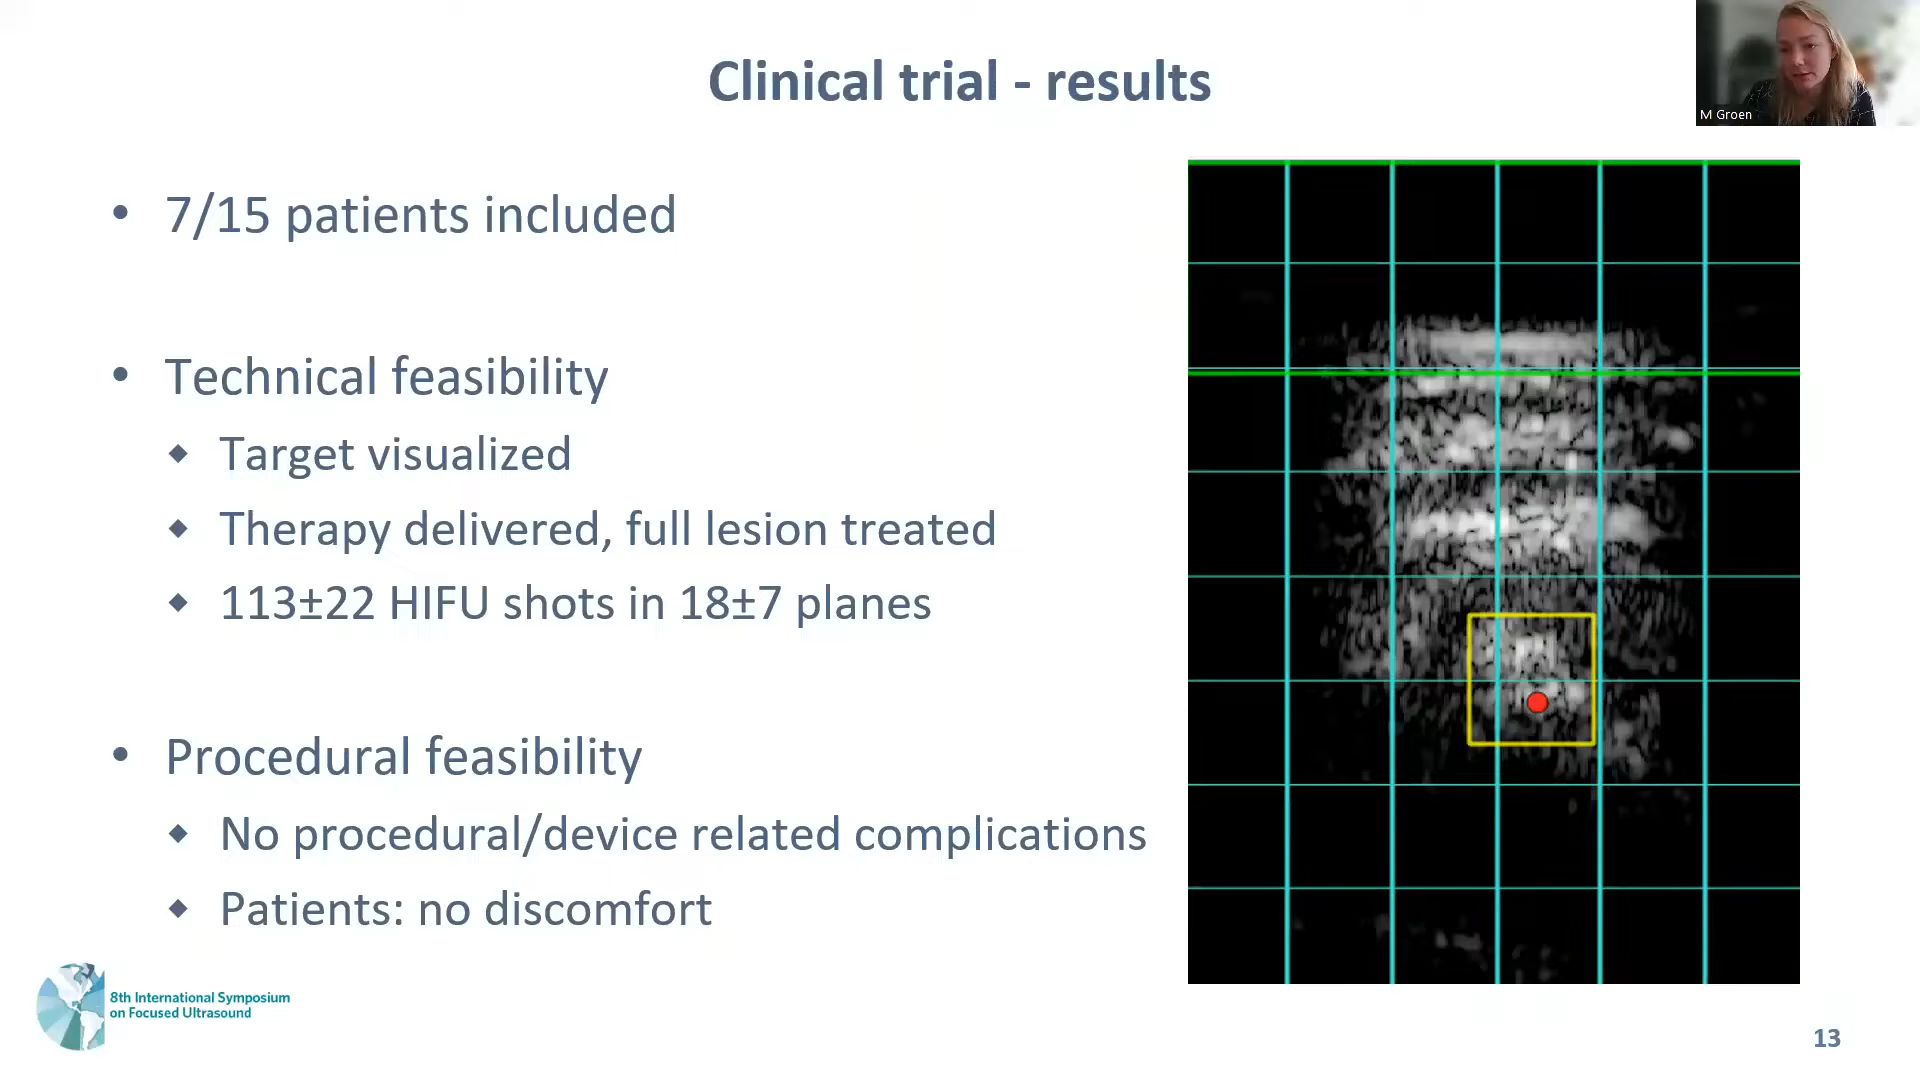 Clinical trial - results
M Groen
• 7/15 patients included
• Technical feasibility
◆ Target visualized
◆ Therapy delivered, full lesion treated
◆ 113±22 HIFU shots in 18±7 planes
• Procedural feasibility
◆ No procedural/device related complications
◆ Patients: no discomfort
8th International Symposium
on Focused Ultrasound
13